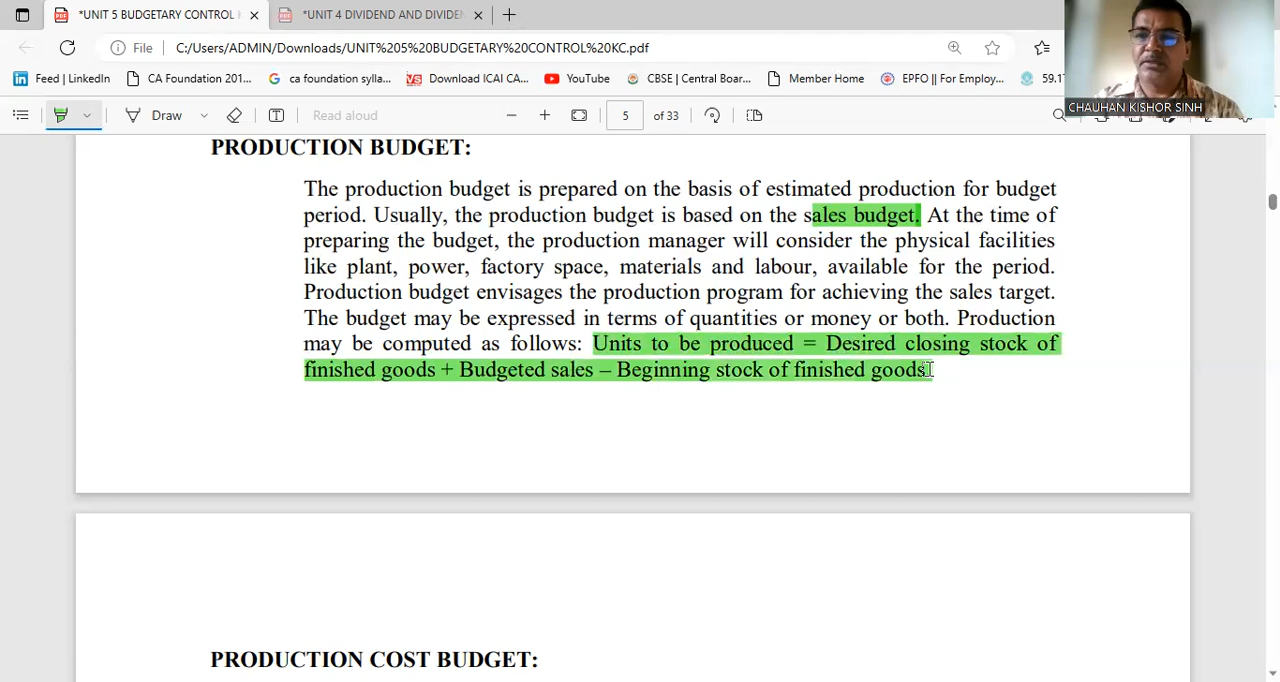 *UNIT 5 BUDGETARY CONTROL
*UNIT 4 DIVIDEND AND DIVIDEN
File C:/Users/ADMIN/Downloads/UNIT%205%20BUDGETARY%20CONTROL%20KC.pdf
Feed | LinkedIn CA Foundation 201... ca foundation sylla... Download ICAI CA... YouTube CBSE | Central Boar... Member Home EPFO || For Employ... 59.1
CHAUHAN KISHOR SINH
Draw Read aloud 5 of 33
PRODUCTION BUDGET:
The production budget is prepared on the basis of estimated production for budget
period. Usually, the production budget is based on the sales budget. At the time of
preparing the budget, the production manager will consider the physical facilities
like plant, power, factory space, materials and labour, available for the period.
Production budget envisages the production program for achieving the sales target.
The budget may be expressed in terms of quantities or money or both. Production
may be computed as follows: Units to be produced = Desired closing stock of
finished goods + Budgeted sales – Beginning stock of finished goods
PRODUCTION COST BUDGET: